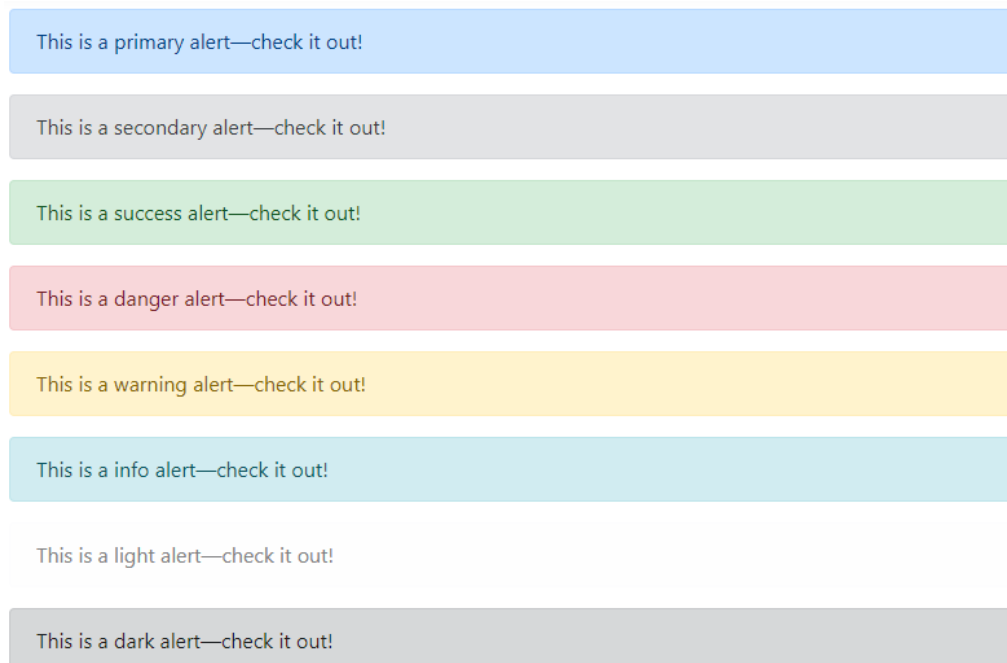 This is a primary alert—check it out!
This is a secondary alert—check it out!
This is a success alert—check it out!
This is a danger alert—check it out!
This is a warning alert—check it out!
This is a info alert—check it out!
This is a light alert—check it out!
This is a dark alert—check it out!